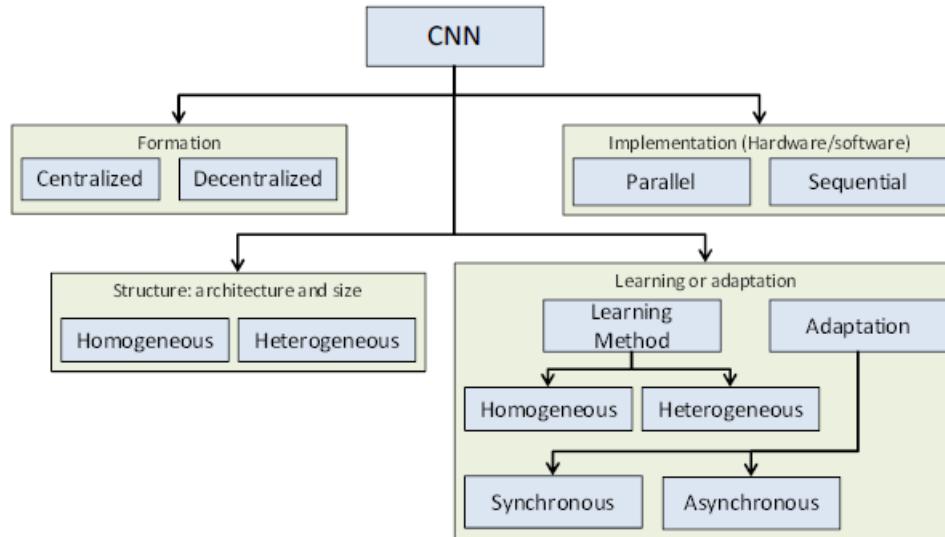 CNN
Formation
Centralized
Decentralized
Implementation (Hardware/software)
Parallel
Sequential
Structure: architecture and size
Homogeneous
Heterogeneous
Learning or adaptation
Learning
Method
Adaptation
Homogeneous
Heterogeneous
Synchronous
Asynchronous